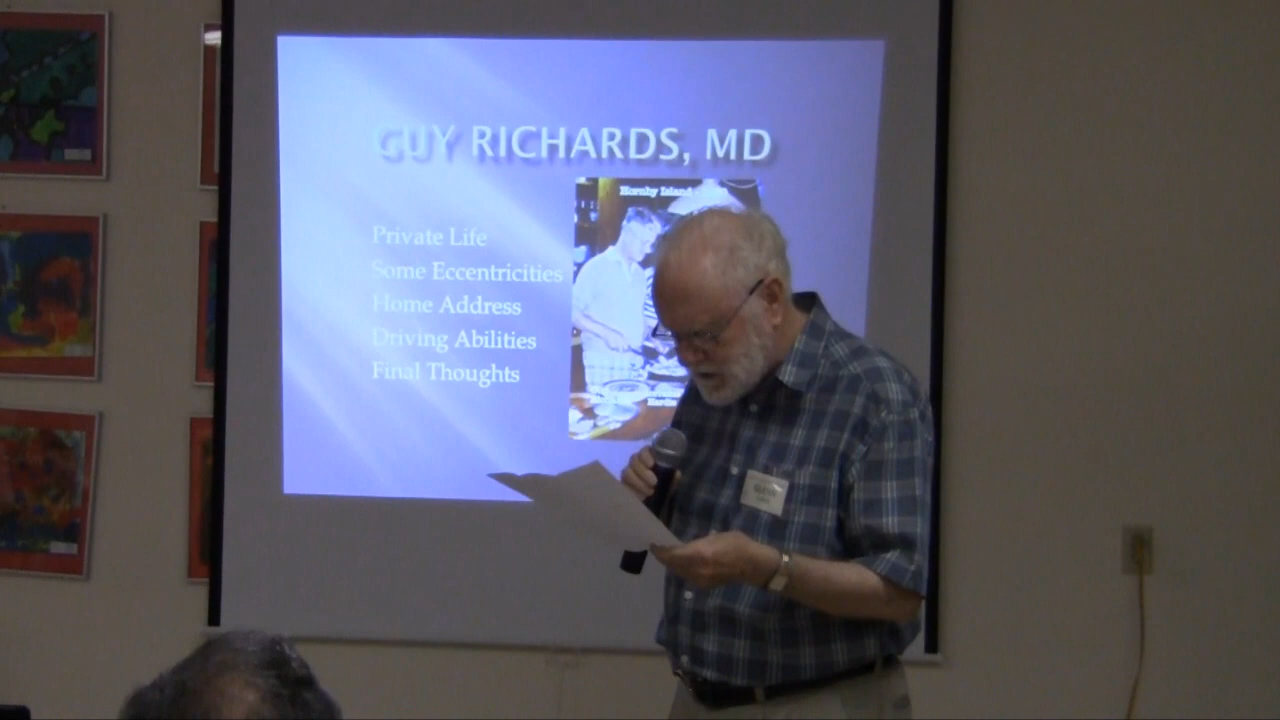 GUY RICHARDS, MD
Hornby Island
Private Life
Some Eccentricities
Home Address
Driving Abilities
Final Thoughts